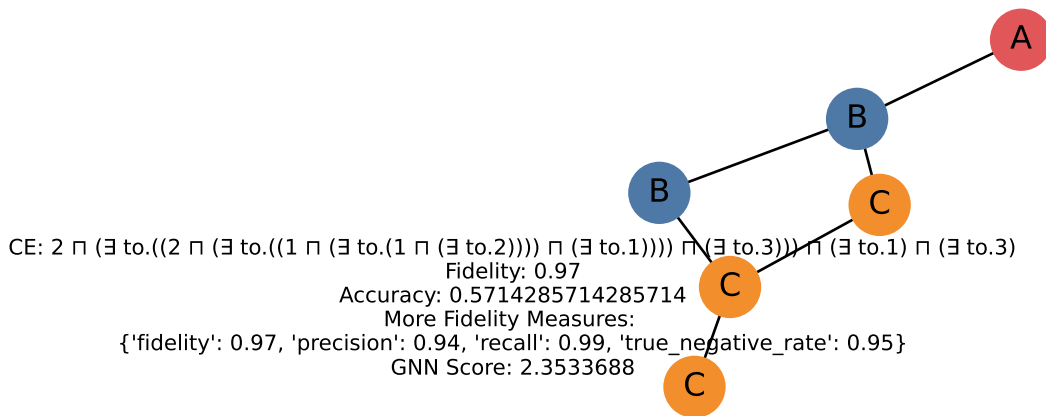 A
B
B
C
CE: 2 ⊓ (∃ to.((2 ⊓ (∃ to.((1 ⊓ (∃ to.(1 ⊓ (∃ to.2)))) ⊓ (∃ to.1)))) ⊓ (∃ to.3))) ⊓ (∃ to.1) ⊓ (∃ to.3)
Fidelity: 0.97
C
Accuracy: 0.5714285714285714
More Fidelity Measures:
{'fidelity': 0.97, 'precision': 0.94, 'recall': 0.99, 'true_negative_rate': 0.95}
GNN Score: 2.3533688
C